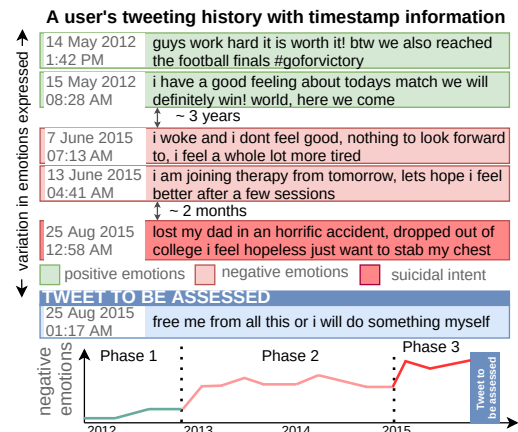 A user's tweeting history with timestamp information
variation in emotions expressed
14 May 2012
1:42 PM
guys work hard it is worth it! btw we also reached
the football finals #goforvictory
15 May 2012
08:28 AM
i have a good feeling about todays match we will
definitely win! world, here we come
~ 3 years
7 June 2015
07:13 AM
i woke and i dont feel good, nothing to look forward
to, i feel a whole lot more tired
13 June 2015
04:41 AM
i am joining therapy from tomorrow, lets hope i feel
better after a few sessions
~ 2 months
25 Aug 2015
12:58 AM
lost my dad in an horrific accident, dropped out of
college i feel hopeless just want to stab my chest
positive emotions
negative emotions
suicidal intent
TWEET TO BE ASSESSED
25 Aug 2015
01:17 AM
free me from all this or i will do something myself
negative
emotions
Phase 1
Phase 2
Phase 3
Tweet to
be assessed
2012
2013
2014
2015